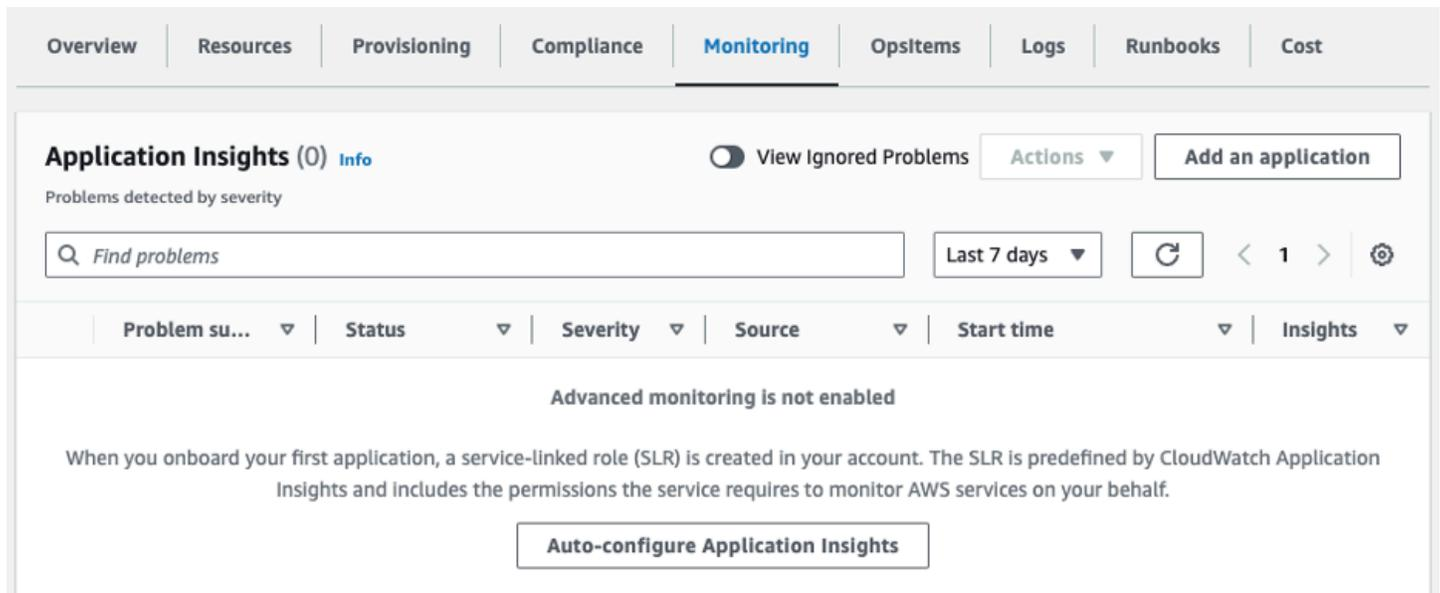 Overview Resources Provisioning Compliance Monitoring OpsItems Logs Runbooks Cost
Application Insights (0) Info View Ignored Problems Actions Add an application
Problems detected by severity
Find problems Last 7 days 1
Problem su... Status Severity Source Start time Insights
Advanced monitoring is not enabled
When you onboard your first application, a service-linked role (SLR) is created in your account. The SLR is predefined by CloudWatch Application
Insights and includes the permissions the service requires to monitor AWS services on your behalf.
Auto-configure Application Insights